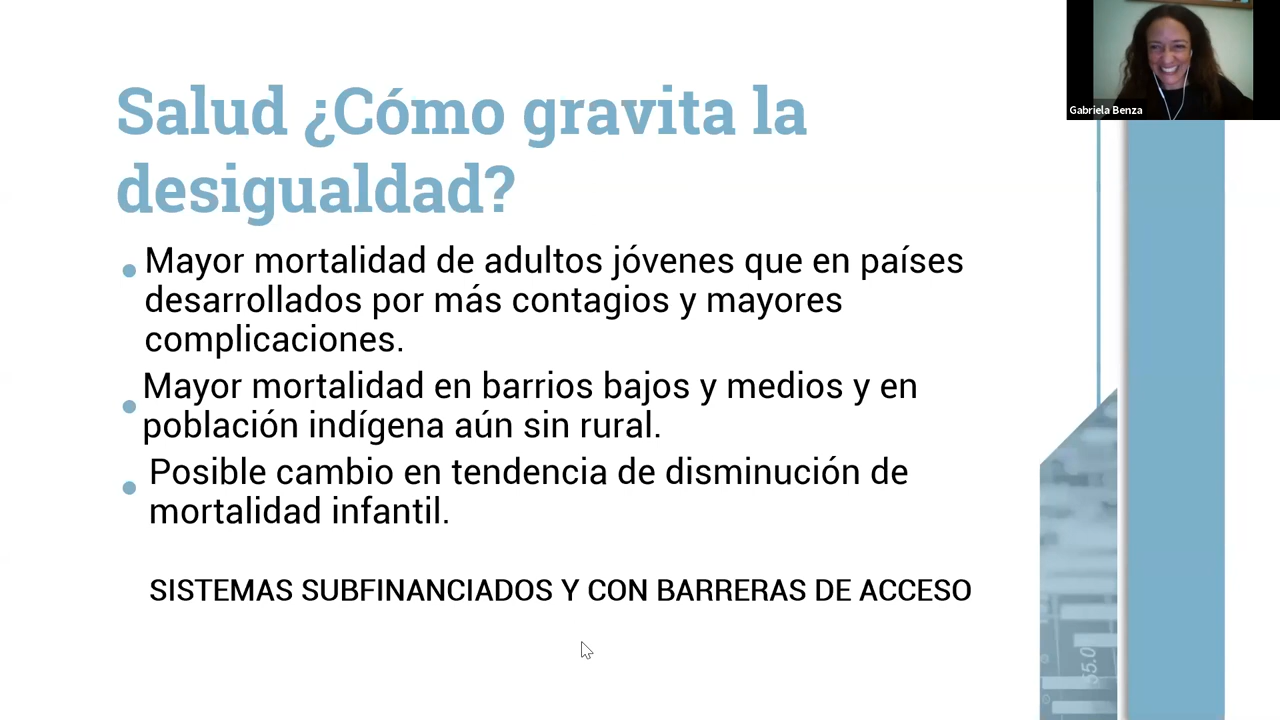 Salud ¿Cómo gravita la
desigualdad?
Mayor mortalidad de adultos jóvenes que en países
desarrollados por más contagios y mayores
complicaciones.
Mayor mortalidad en barrios bajos y medios y en
población indígena aún sin rural.
Posible cambio en tendencia de disminución de
mortalidad infantil.
SISTEMAS SUBFINANCIADOS Y CON BARRERAS DE ACCESO
Gabriela Benza
55.0